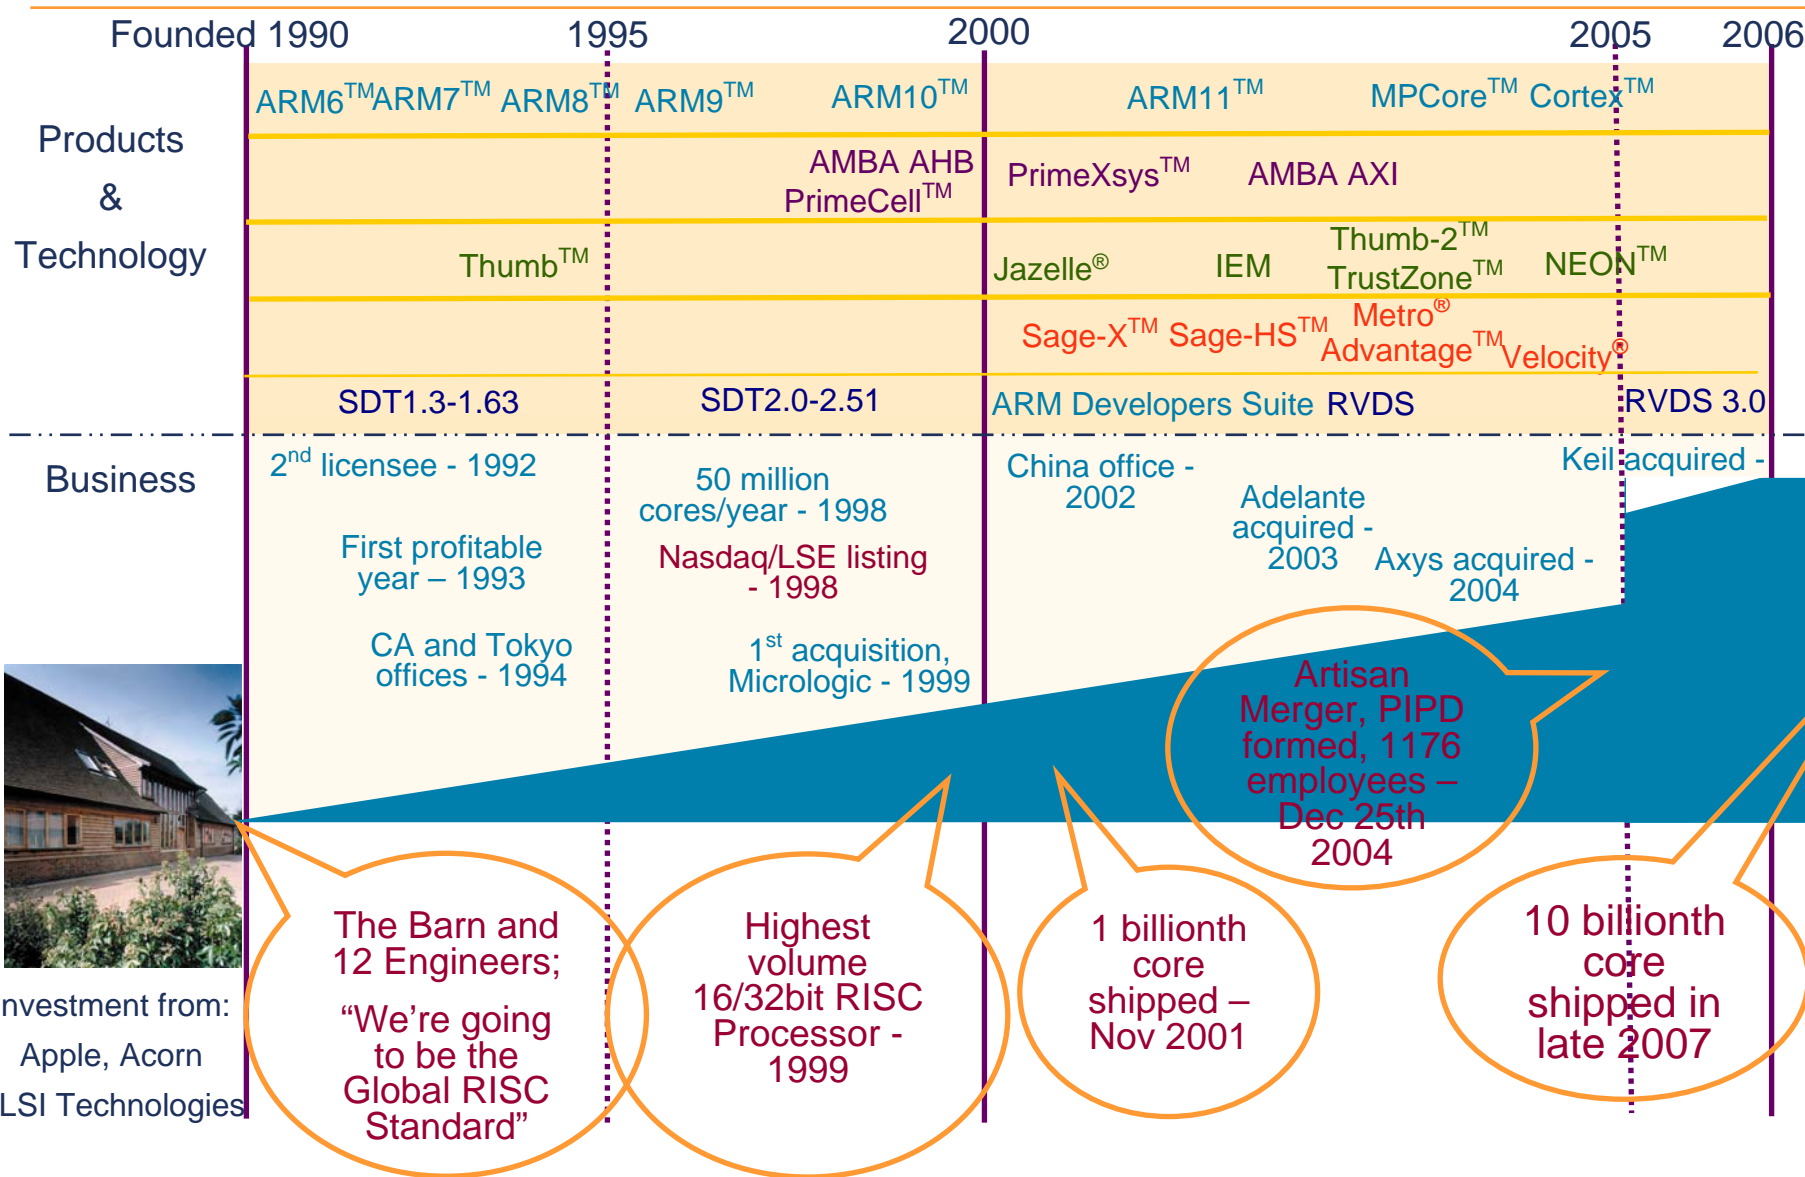 Founded 1990 1995 2000 2005 2006
ARM6™ ARM7™ ARM8™ ARM9™ ARM10™ ARM11™ MPCore™ Cortex™
Products
&
Technology
AMBA AHB
PrimeCell™
PrimeXsys™ AMBA AXI
Thumb™
Jazelle® IEM
Thumb-2™
TrustZone™
NEON™
Sage-X™ Sage-HS™
Metro®
Advantage™
Velocity®
SDT1.3-1.63 SDT2.0-2.51 ARM Developers Suite RVDS RVDS 3.0
Business
2nd licensee - 1992
First profitable
year – 1993
CA and Tokyo
offices - 1994
50 million
cores/year - 1998
Nasdaq/LSE listing
- 1998
1st acquisition,
Micrologic - 1999
China office -
2002
Adelante
acquired -
2003
Axys acquired -
2004
Keil acquired -
Artisan
Merger, PIPD
formed, 1176
employees –
Dec 25th
2004
The Barn and
12 Engineers;
“We’re going
to be the
Global RISC
Standard”
Highest
volume
16/32bit RISC
Processor -
1999
1 billionth
core
shipped –
Nov 2001
10 billionth
core
shipped in
late 2007
nvestment from:
Apple, Acorn
LSI Technologies